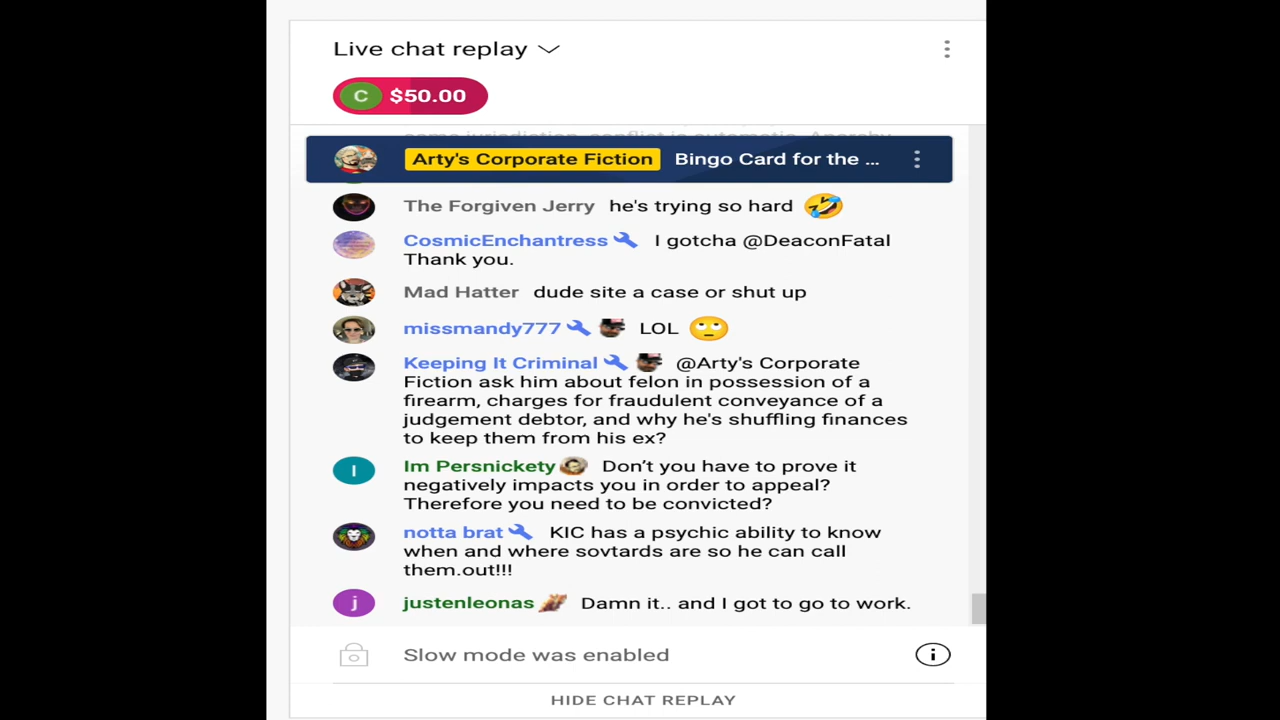 Live chat replay
C $50.00
some jurisdiction, conflict is automatic. Anarchy
Arty's Corporate Fiction Bingo Card for the ...
The Forgiven Jerry he's trying so hard
CosmicEnchantress I gotcha @DeaconFatal
Thank you.
Mad Hatter dude site a case or shut up
missmandy777 LOL
Keeping It Criminal @Arty's Corporate
Fiction ask him about felon in possession of a
firearm, charges for fraudulent conveyance of a
judgement debtor, and why he's shuffling finances
to keep them from his ex?
I Im Persnickety Don’t you have to prove it
negatively impacts you in order to appeal?
Therefore you need to be convicted?
notta brat KIC has a psychic ability to know
when and where sovtards are so he can call
them.out!!!
j justenleonas Damn it.. and I got to go to work.
Slow mode was enabled
HIDE CHAT REPLAY